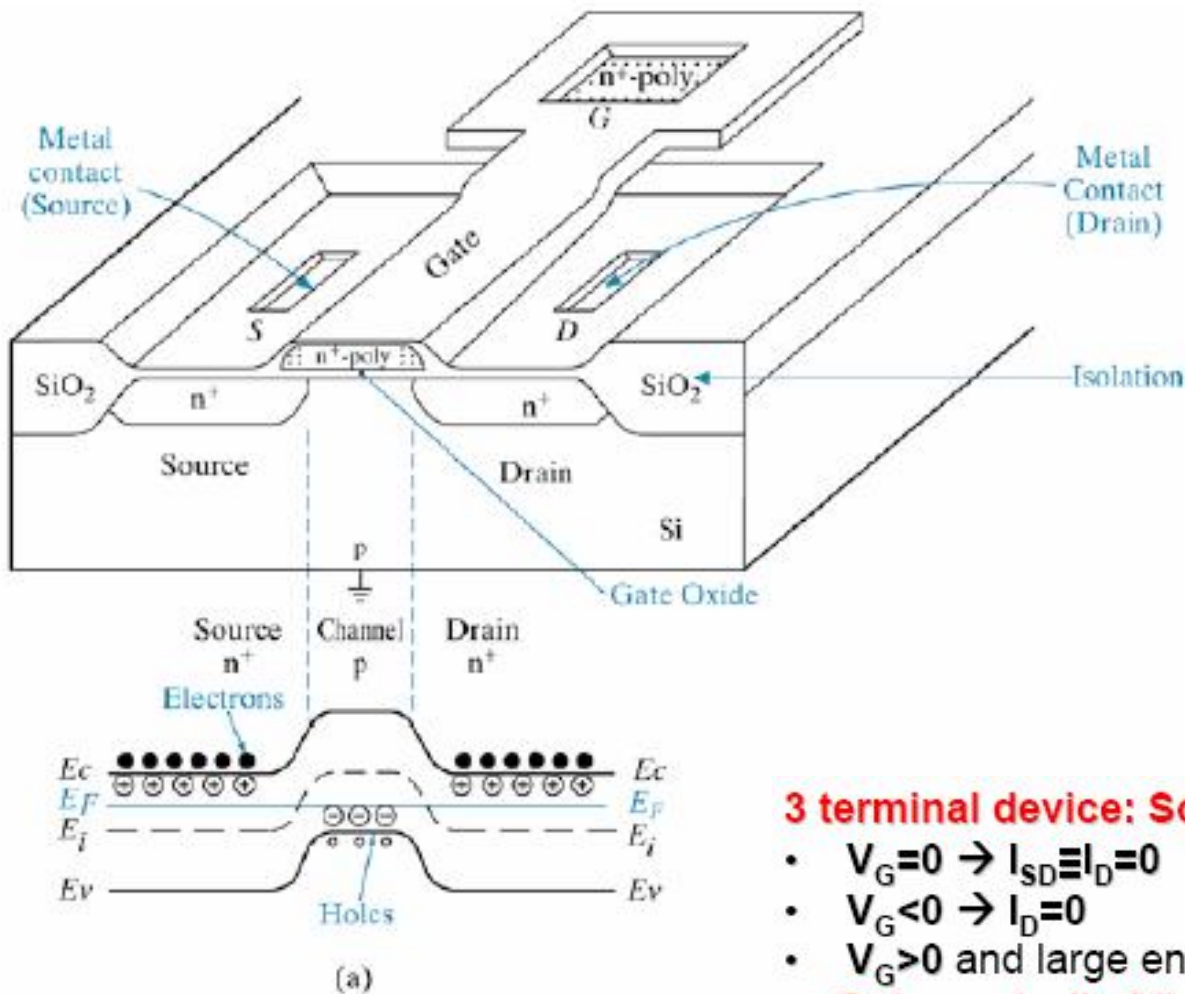 n⁺-poly
G
Metal
contact
(Source)
Metal
Contact
(Drain)
Gate
S
D
n⁺-poly
SiO₂
n⁺
n⁺
SiO₂
Isolation
Source
Drain
Si
p
Gate Oxide
Source
n⁺
Channel
p
Drain
n⁺
Electrons
Ec
Ec
E_F
E_F
E_i
E_i
Ev
Ev
Holes
(a)
3 terminal device:
• V_G=0 → I_SD≡I_D=0
• V_G<0 → I_D=0
• V_G>0 and large